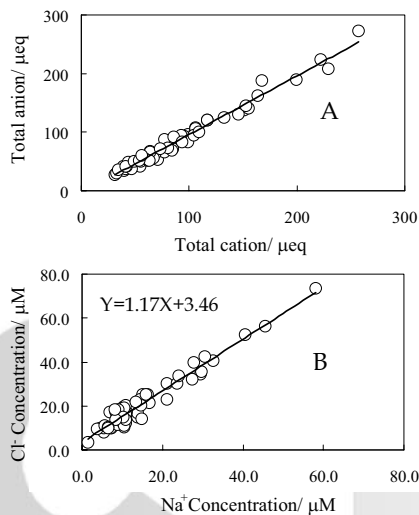 300
200
100
0
Total anion/ μeq
A
0 100 200 300
Total cation/ μeq
80.0
60.0
40.0
20.0
0.0
Cl⁻ Concentration/ μM
Y=1.17X+3.46
B
0.0 20.0 40.0 60.0 80.0
Na⁺Concentration/ μM